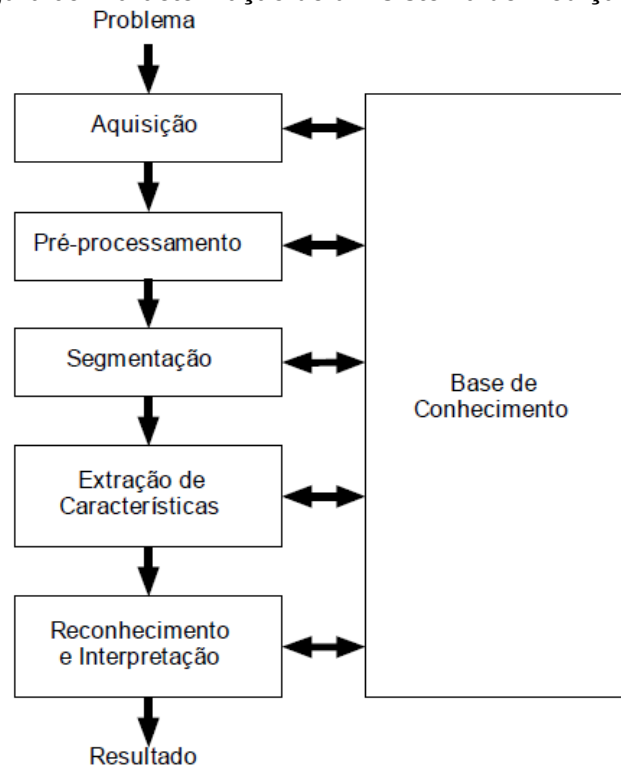 Problema
Aquisição
Pré-processamento
Segmentação
Base de
Conhecimento
Extração de
Características
Reconhecimento
e Interpretação
Resultado